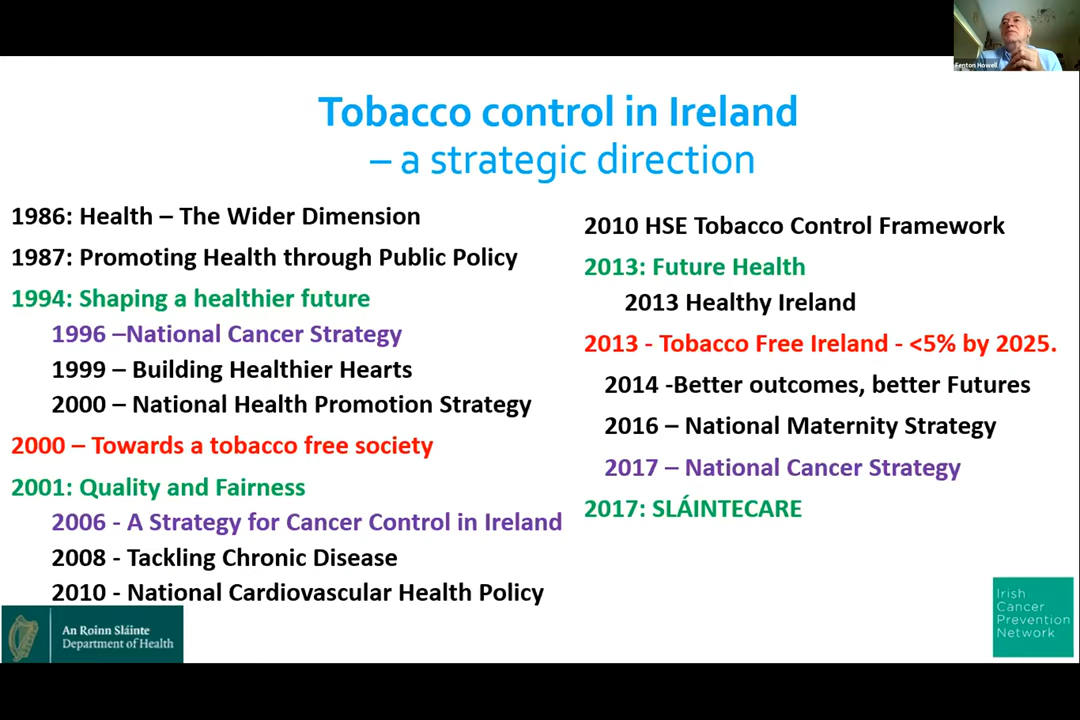 Fenton Howell
Tobacco control in Ireland
– a strategic direction
1986: Health – The Wider Dimension
1987: Promoting Health through Public Policy
1994: Shaping a healthier future
1996 –National Cancer Strategy
1999 – Building Healthier Hearts
2000 – National Health Promotion Strategy
2000 – Towards a tobacco free society
2001: Quality and Fairness
2006 - A Strategy for Cancer Control in Ireland
2008 - Tackling Chronic Disease
2010 - National Cardiovascular Health Policy
2010 HSE Tobacco Control Framework
2013: Future Health
2013 Healthy Ireland
2013 - Tobacco Free Ireland - <5% by 2025.
2014 -Better outcomes, better Futures
2016 – National Maternity Strategy
2017 – National Cancer Strategy
2017: SLÁINTECARE
An Roinn Sláinte
Department of Health
Irish
Cancer
Prevention
Network